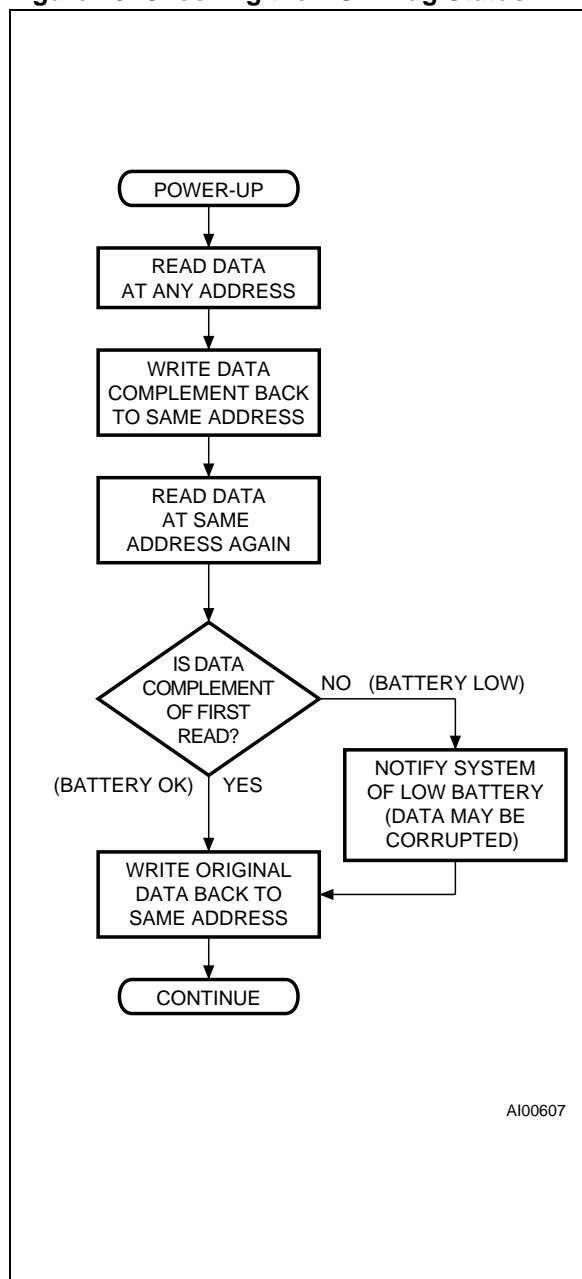 POWER-UP
READ DATA
AT ANY ADDRESS
WRITE DATA
COMPLEMENT BACK
TO SAME ADDRESS
READ DATA
AT SAME
ADDRESS AGAIN
IS DATA
COMPLEMENT
OF FIRST
READ?
NO (BATTERY LOW)
(BATTERY OK) YES
NOTIFY SYSTEM
OF LOW BATTERY
(DATA MAY BE
CORRUPTED)
WRITE ORIGINAL
DATA BACK TO
SAME ADDRESS
CONTINUE
AI00607